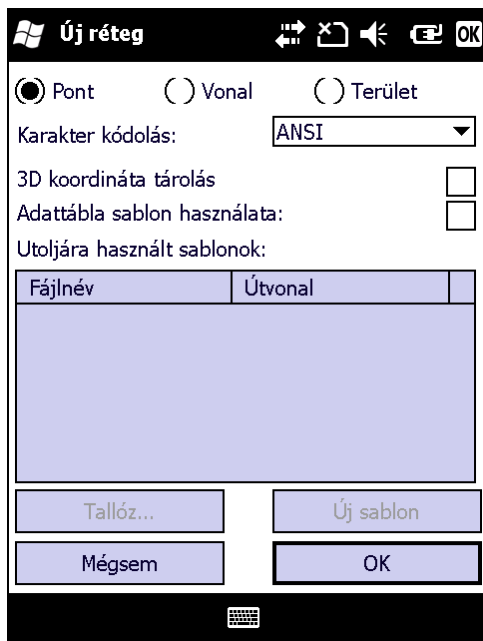 Új réteg OK
Pont Vonal Terület
Karakter kódolás: ANSI
3D koordináta tárolás
Adattábla sablon használata:
Utoljára használt sablonok:
Fájlnév Útvonal
Tallóz... Új sablon
Mégsem OK